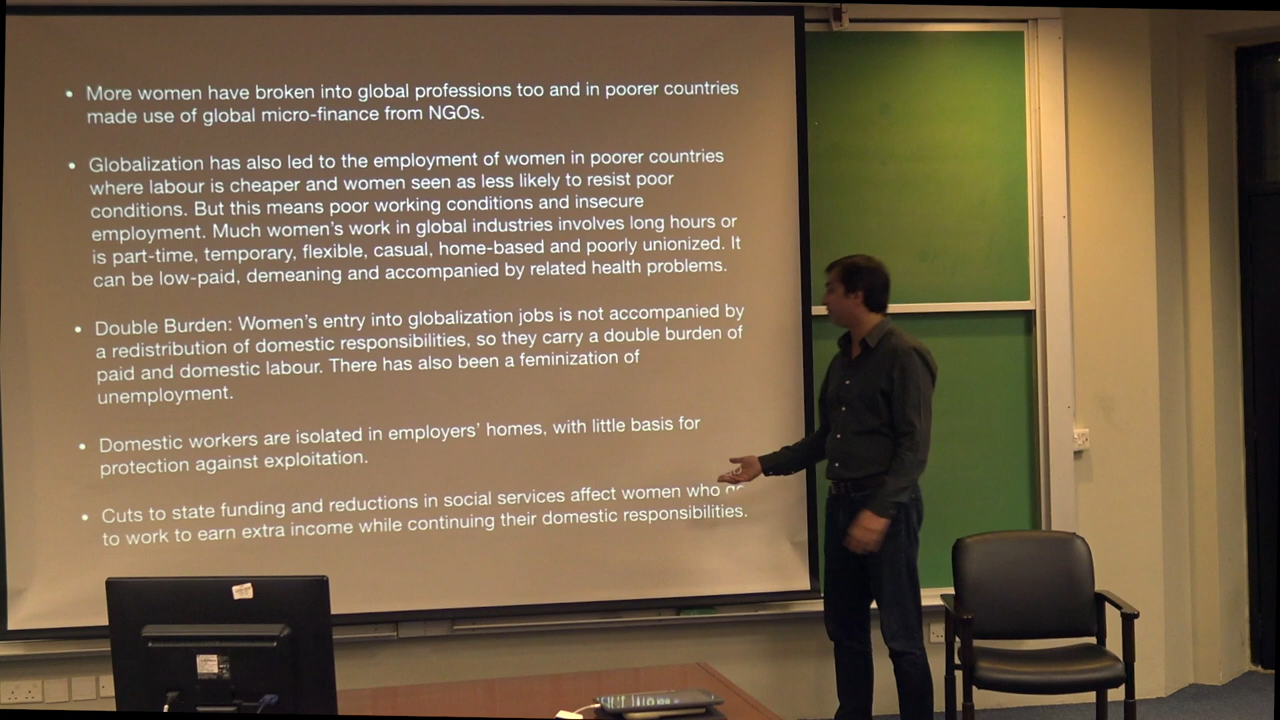 • More women have broken into global professions too and in poorer countries
made use of global micro-finance from NGOs.
• Globalization has also led to the employment of women in poorer countries
where labour is cheaper and women seen as less likely to resist poor
conditions. But this means poor working conditions and insecure
employment. Much women's work in global industries involves long hours or
is part-time, temporary, flexible, casual, home-based and poorly unionized. It
can be low-paid, demeaning and accompanied by related health problems.
• Double Burden: Women's entry into globalization jobs is not accompanied by
a redistribution of domestic responsibilities, so they carry a double burden of
paid and domestic labour. There has also been a feminization of
unemployment.
• Domestic workers are isolated in employers' homes, with little basis for
protection against exploitation.
• Cuts to state funding and reductions in social services affect women who
to work to earn extra income while continuing their domestic responsibilities.